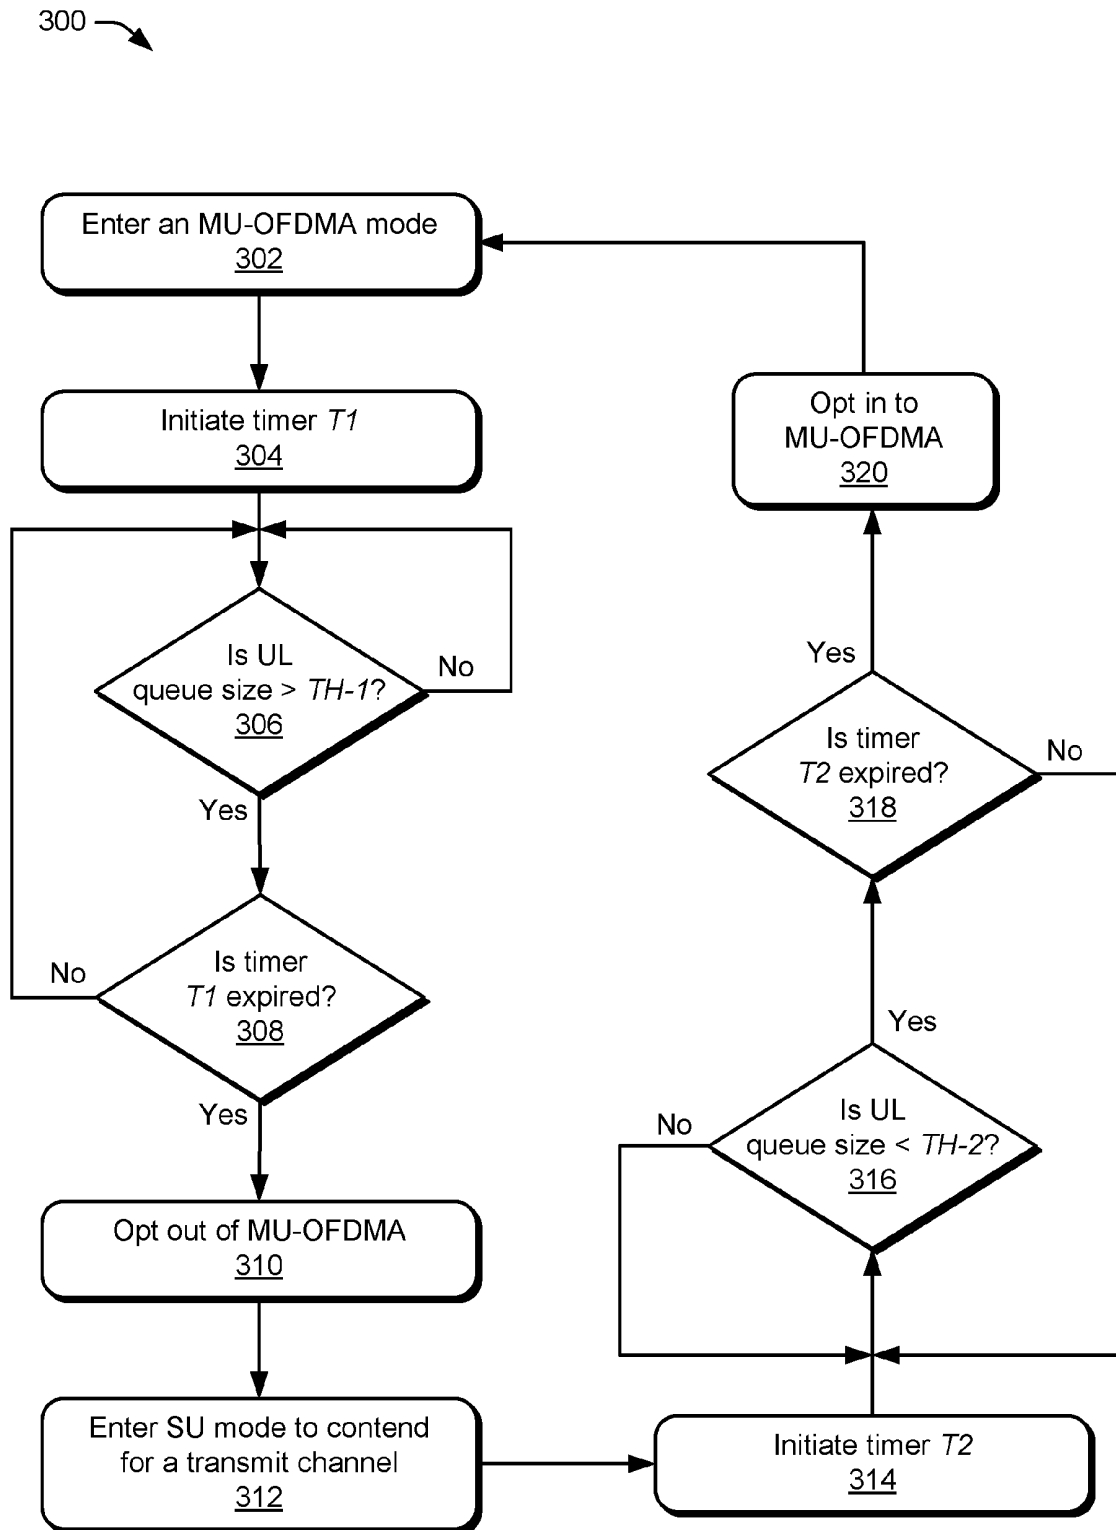 300
Enter an MU-OFDMA mode
302
Initiate timer T1
304
Is UL
queue size > TH-1?
306
No
Yes
Is timer
T1 expired?
308
No
Yes
Opt out of MU-OFDMA
310
Enter SU mode to contend
for a transmit channel
312
Initiate timer T2
314
Is UL
queue size < TH-2?
316
No
Yes
Is timer
T2 expired?
318
No
Yes
Opt in to
MU-OFDMA
320